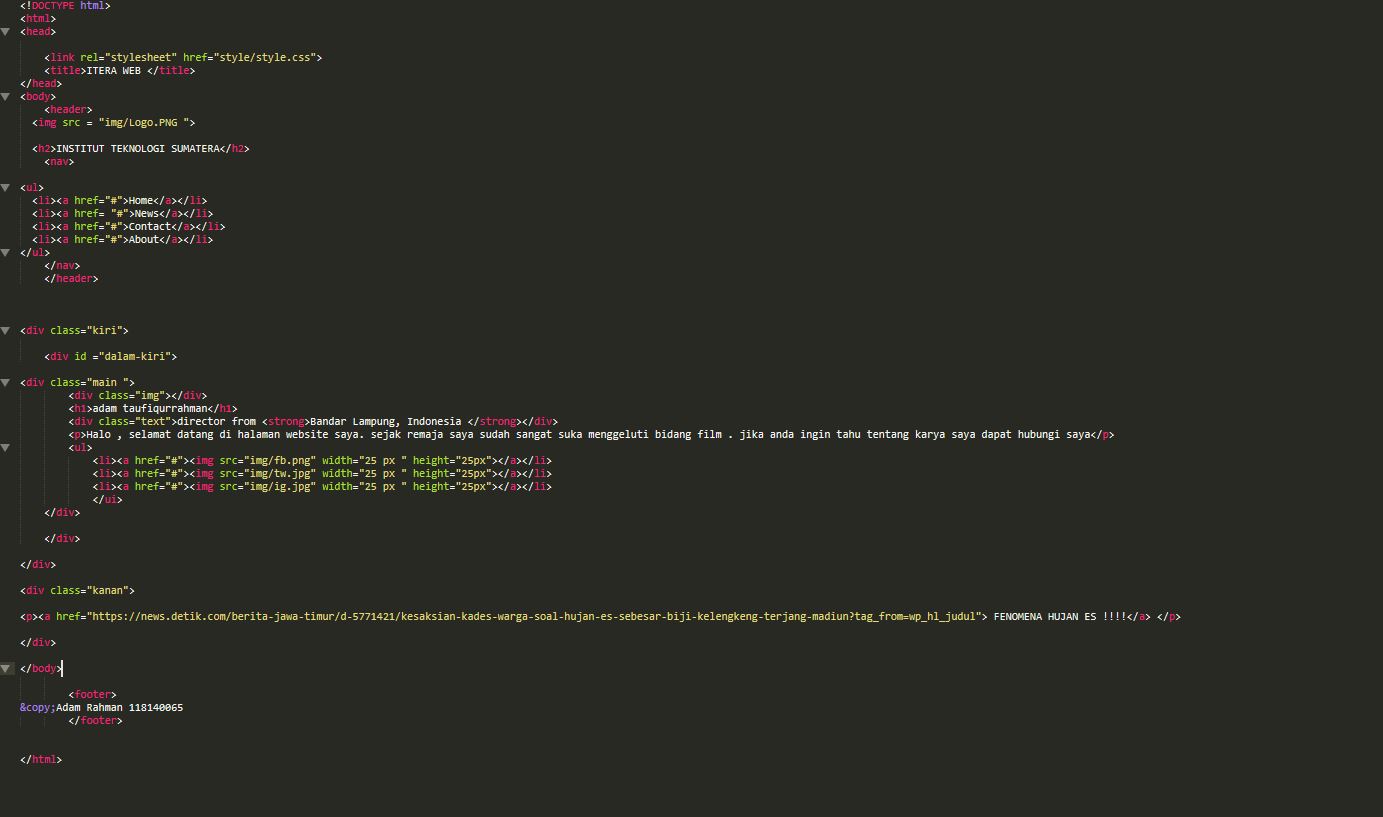 <!DOCTYPE html>
<html>
<head>
<link rel="stylesheet" href="style/style.css">
<title>ITERA WEB </title>
</head>
<body>
<header>
<img src = "img/Logo.PNG ">
<h2>INSTITUT TEKNOLOGI SUMATERA</h2>
<nav>
<ul>
<li><a href="#">Home</a></li>
<li><a href= "#">News</a></li>
<li><a href="#">Contact</a></li>
<li><a href="#">About</a></li>
</ul>
</nav>
</header>
<div class="kiri">
<div id ="dalam-kiri">
<div class="main ">
<div class="img"></div>
<h1>adam taufiqurrahman</h1>
<div class="text">director from <strong>Bandar Lampung, Indonesia </strong></div>
<p>Halo , selamat datang di halaman website saya. sejak remaja saya sudah sangat suka menggeluti bidang film . jika anda ingin tahu tentang karya saya dapat hubungi saya</p>
<ul>
<li><a href="#"><img src="img/fb.png" width="25 px " height="25px"></a></li>
<li><a href="#"><img src="img/tw.jpg" width="25 px " height="25px"></a></li>
<li><a href="#"><img src="img/ig.jpg" width="25 px " height="25px"></a></li>
</ui>
</div>
</div>
</div>
<div class="kanan">
<p><a href="https://news.detik.com/berita-jawa-timur/d-5771421/kesaksian-kades-warga-soal-hujan-es-sebesar-biji-kelengkeng-terjang-madiun?tag_from=wp_hl_judul"> FENOMENA HUJAN ES !!!!</a> </p>
</div>
</body>
<footer>
&copy;Adam Rahman 118140065
</footer>
</html>